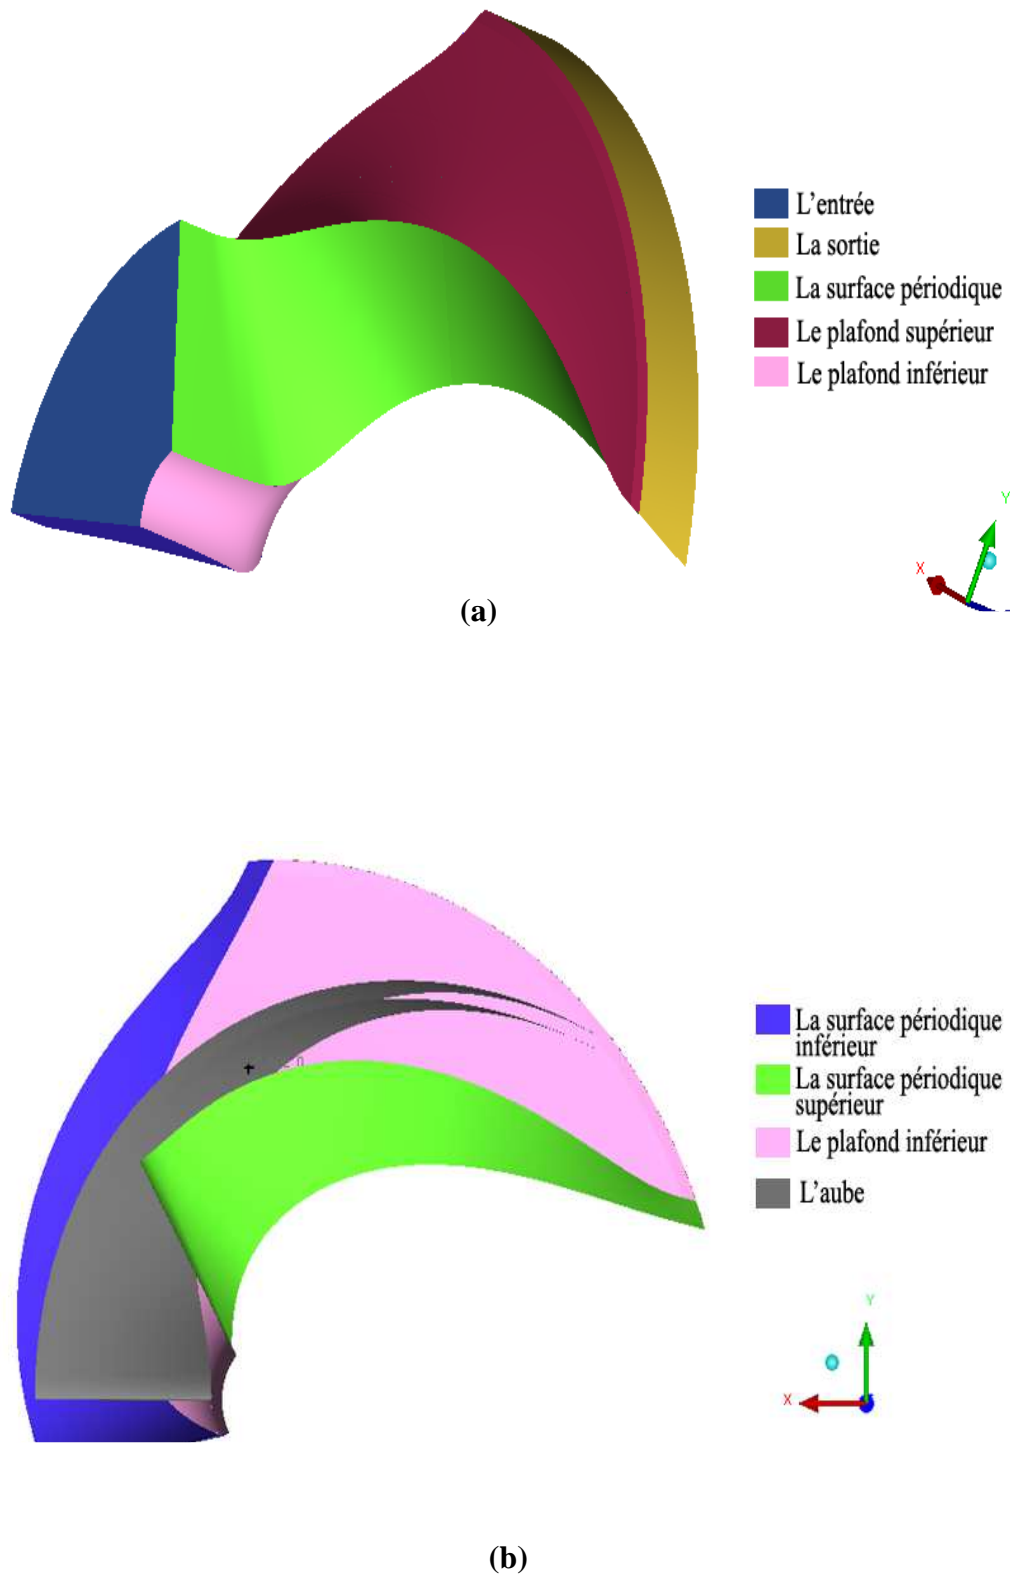 L'entrée
La sortie
La surface périodique
Le plafond supérieur
Le plafond inférieur
Y
X
(a)
La surface périodique
inférieur
La surface périodique
supérieur
Le plafond inférieur
L'aube
Y
X
(b)